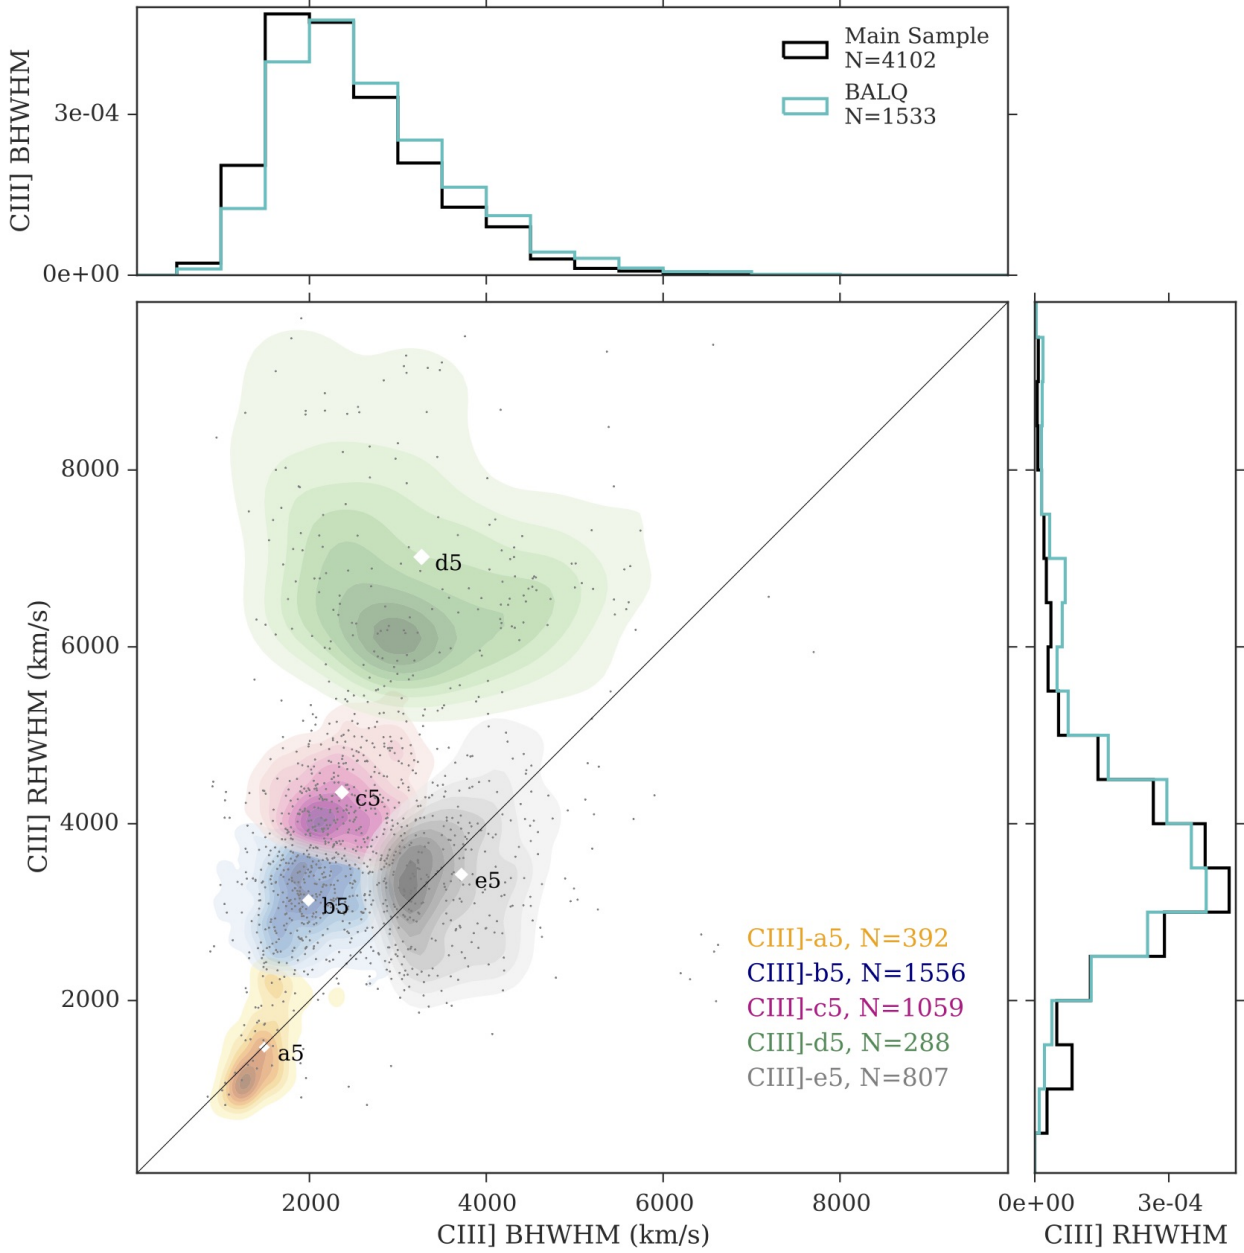 CIII] BHWHM
3e-04
0e+00
Main Sample
N=4102
BALQ
N=1533
CIII] RHWHM (km/s)
8000
6000
4000
2000
d5
c5
e5
b5
a5
CIII]-a5, N=392
CIII]-b5, N=1556
CIII]-c5, N=1059
CIII]-d5, N=288
CIII]-e5, N=807
2000
4000
6000
8000
CIII] BHWHM (km/s)
0e+00
3e-04
CIII] RHWHM